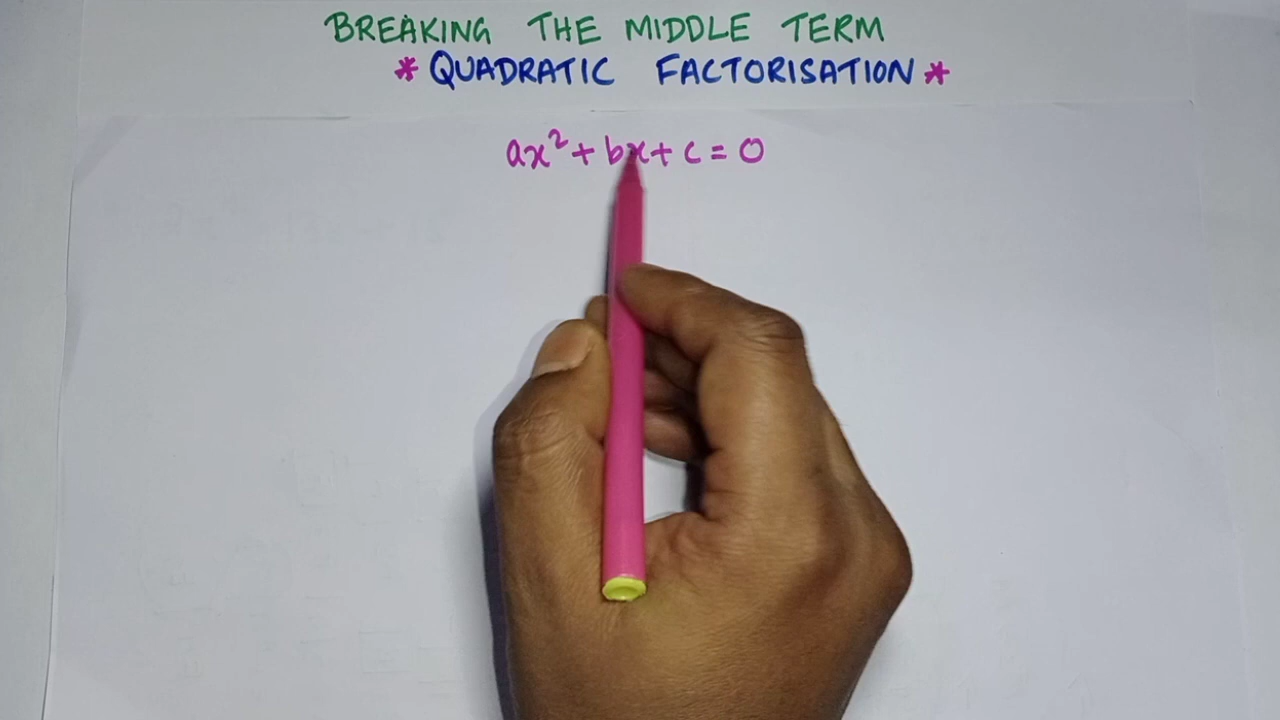 BREAKING THE MIDDLE TERM
* QUADRATIC FACTORISATION *
ax² + bx + c = 0